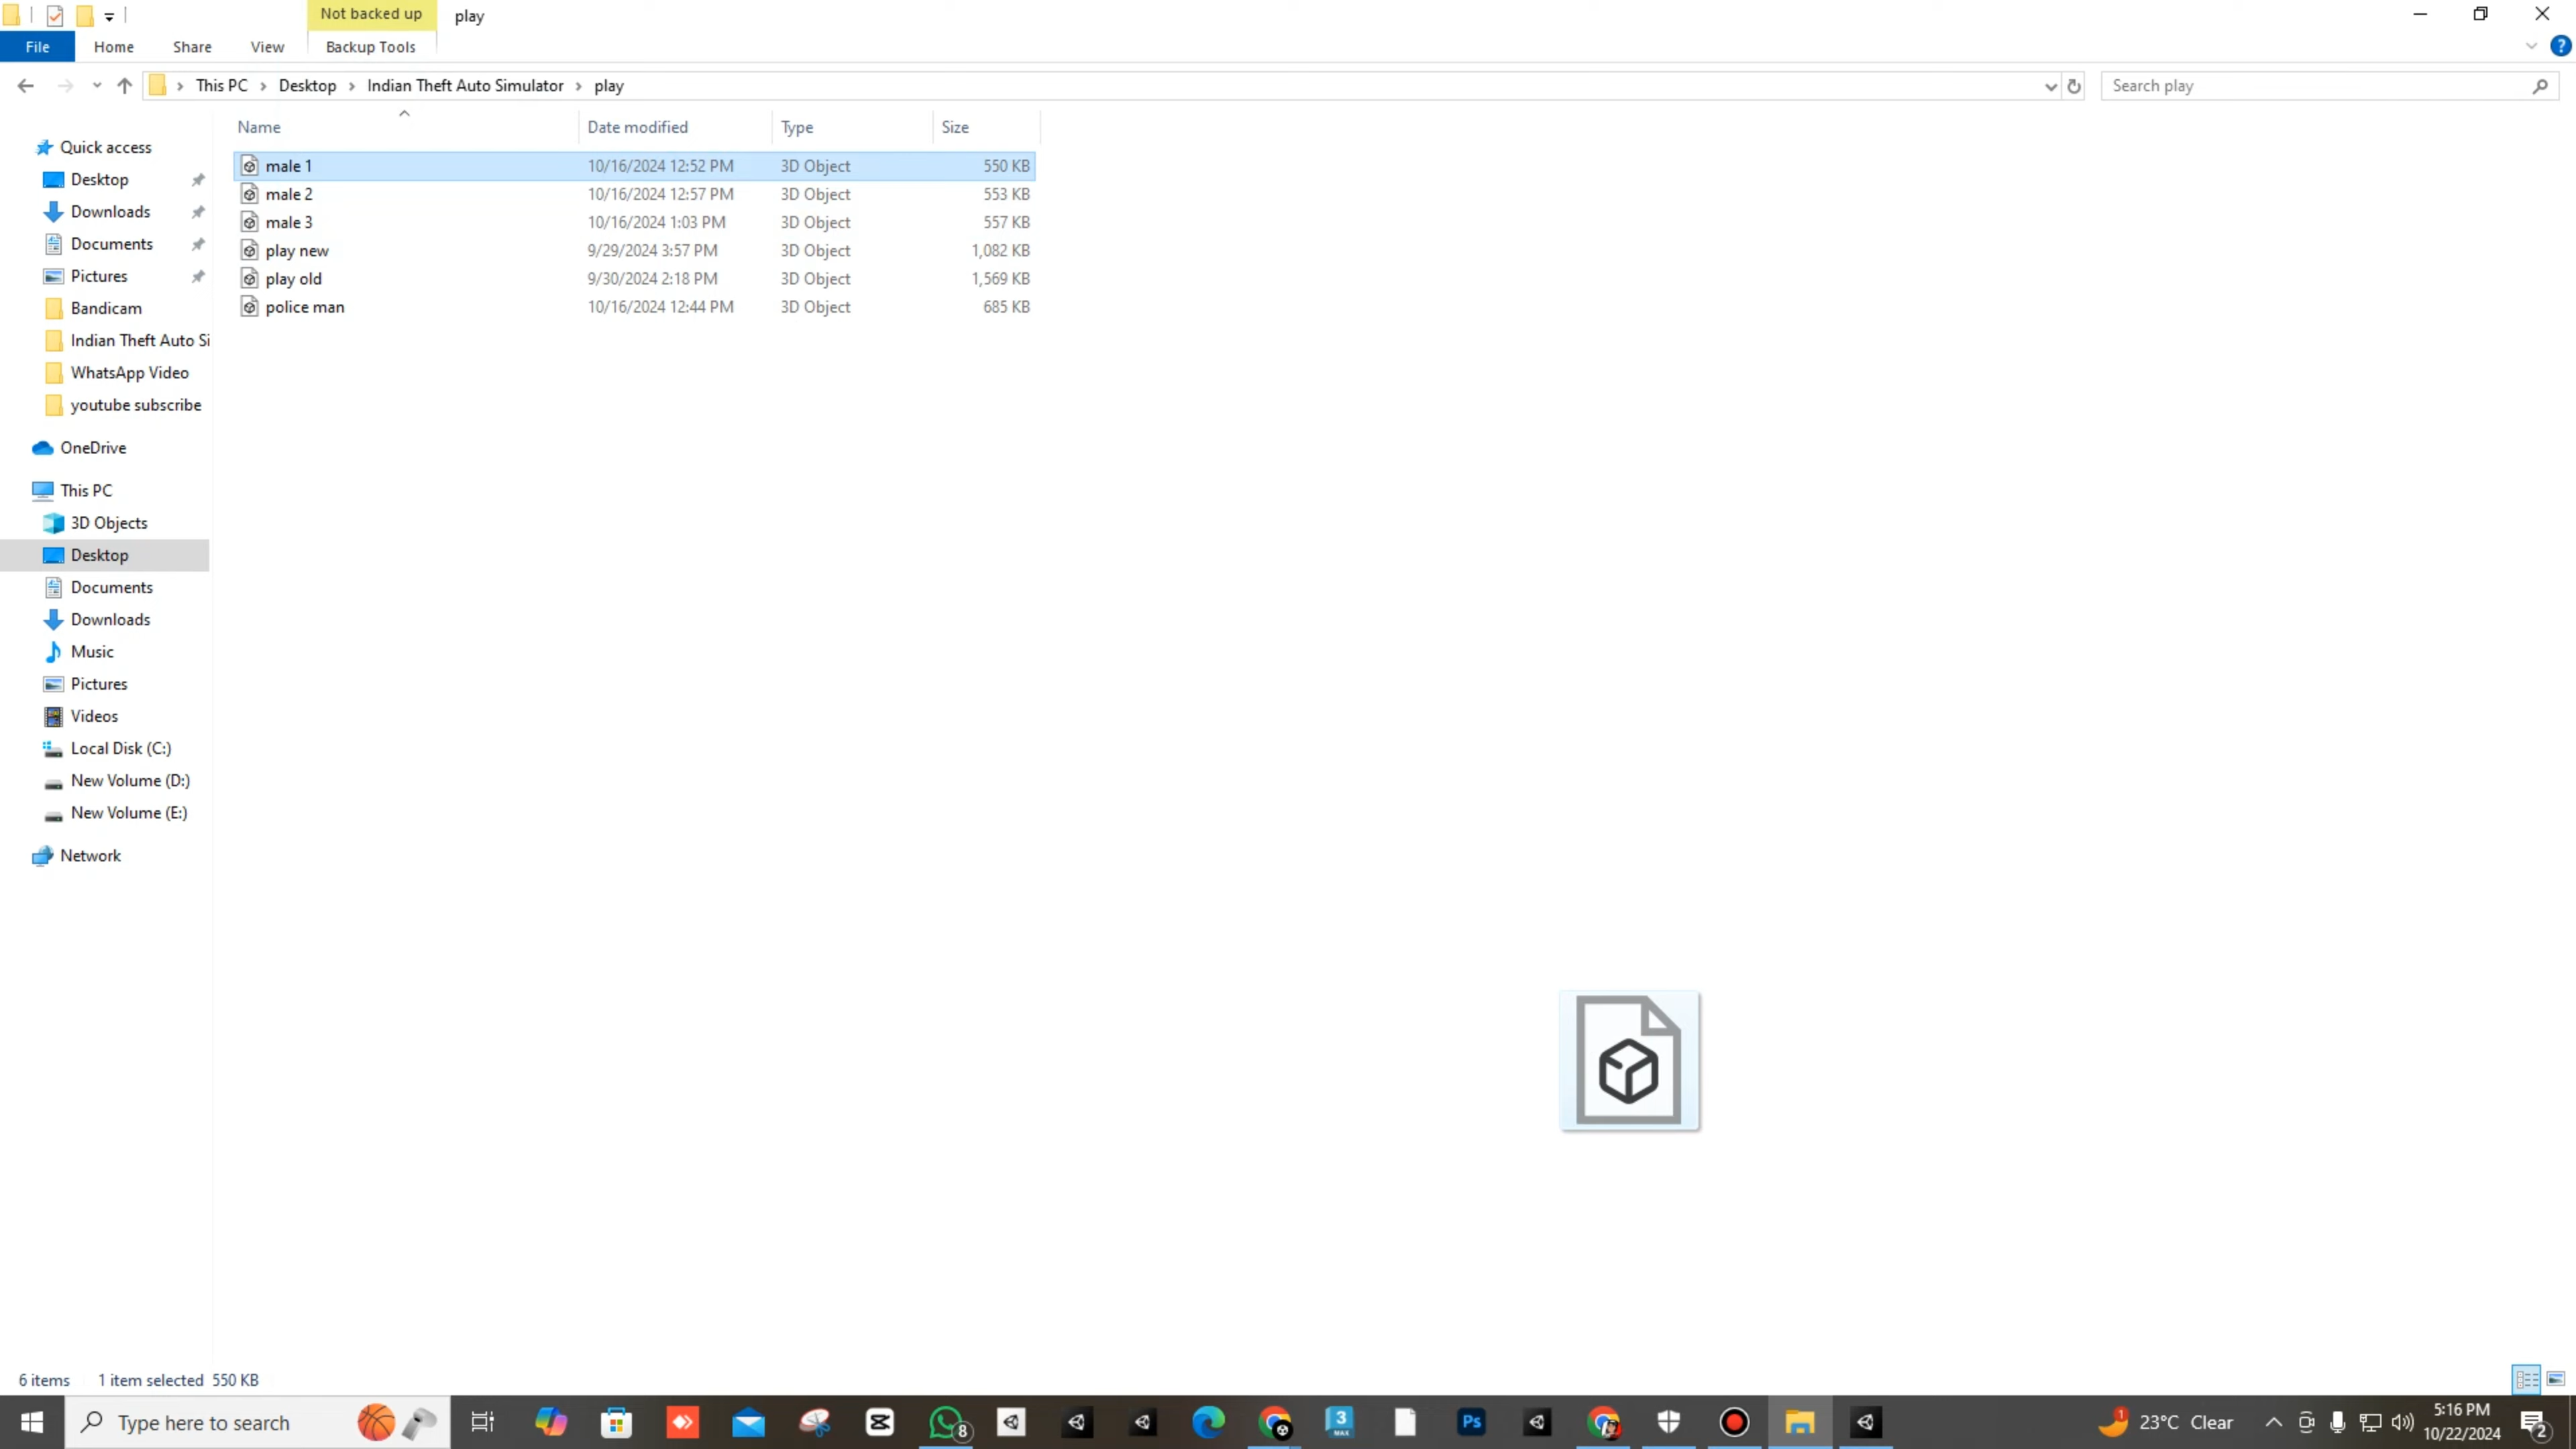 Not backed up
play
File
Home
Share
View
Backup Tools
This PC
Desktop
Indian Theft Auto Simulator
play
Search play
Name
Date modified
Type
Size
male 1 10/16/2024 12:52 PM 3D Object 550 KB
male 2 10/16/2024 12:57 PM 3D Object 553 KB
male 3 10/16/2024 1:03 PM 3D Object 557 KB
play new 9/29/2024 3:57 PM 3D Object 1,082 KB
play old 9/30/2024 2:18 PM 3D Object 1,569 KB
police man 10/16/2024 12:44 PM 3D Object 685 KB
Quick access
Desktop
Downloads
Documents
Pictures
Bandicam
Indian Theft Auto Si
WhatsApp Video
youtube subscribe
OneDrive
This PC
3D Objects
Desktop
Documents
Downloads
Music
Pictures
Videos
Local Disk (C:)
New Volume (D:)
New Volume (E:)
Network
6 items
1 item selected 550 KB
Type here to search
8
3
MAX
Ps
1
23°C Clear
5:16 PM
10/22/2024
2